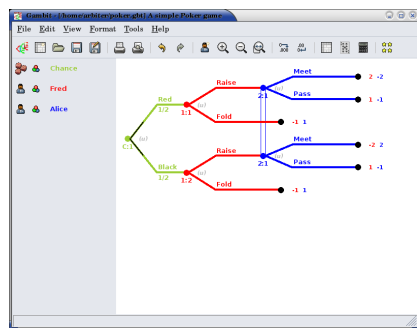 Gambit - [/home/arbiter/poker.gbt] A simple Poker game
File Edit View Format Tools Help
Chance
Fred
Alice
Red
1/2
Black
1/2
C:1
(u)
Raise
1:1
(u)
Fold
Raise
1:2
(u)
Fold
Meet
2:1
(u)
Pass
Meet
2:1
(u)
Pass
2 -2
1 -1
-1 1
-2 2
1 -1
-1 1